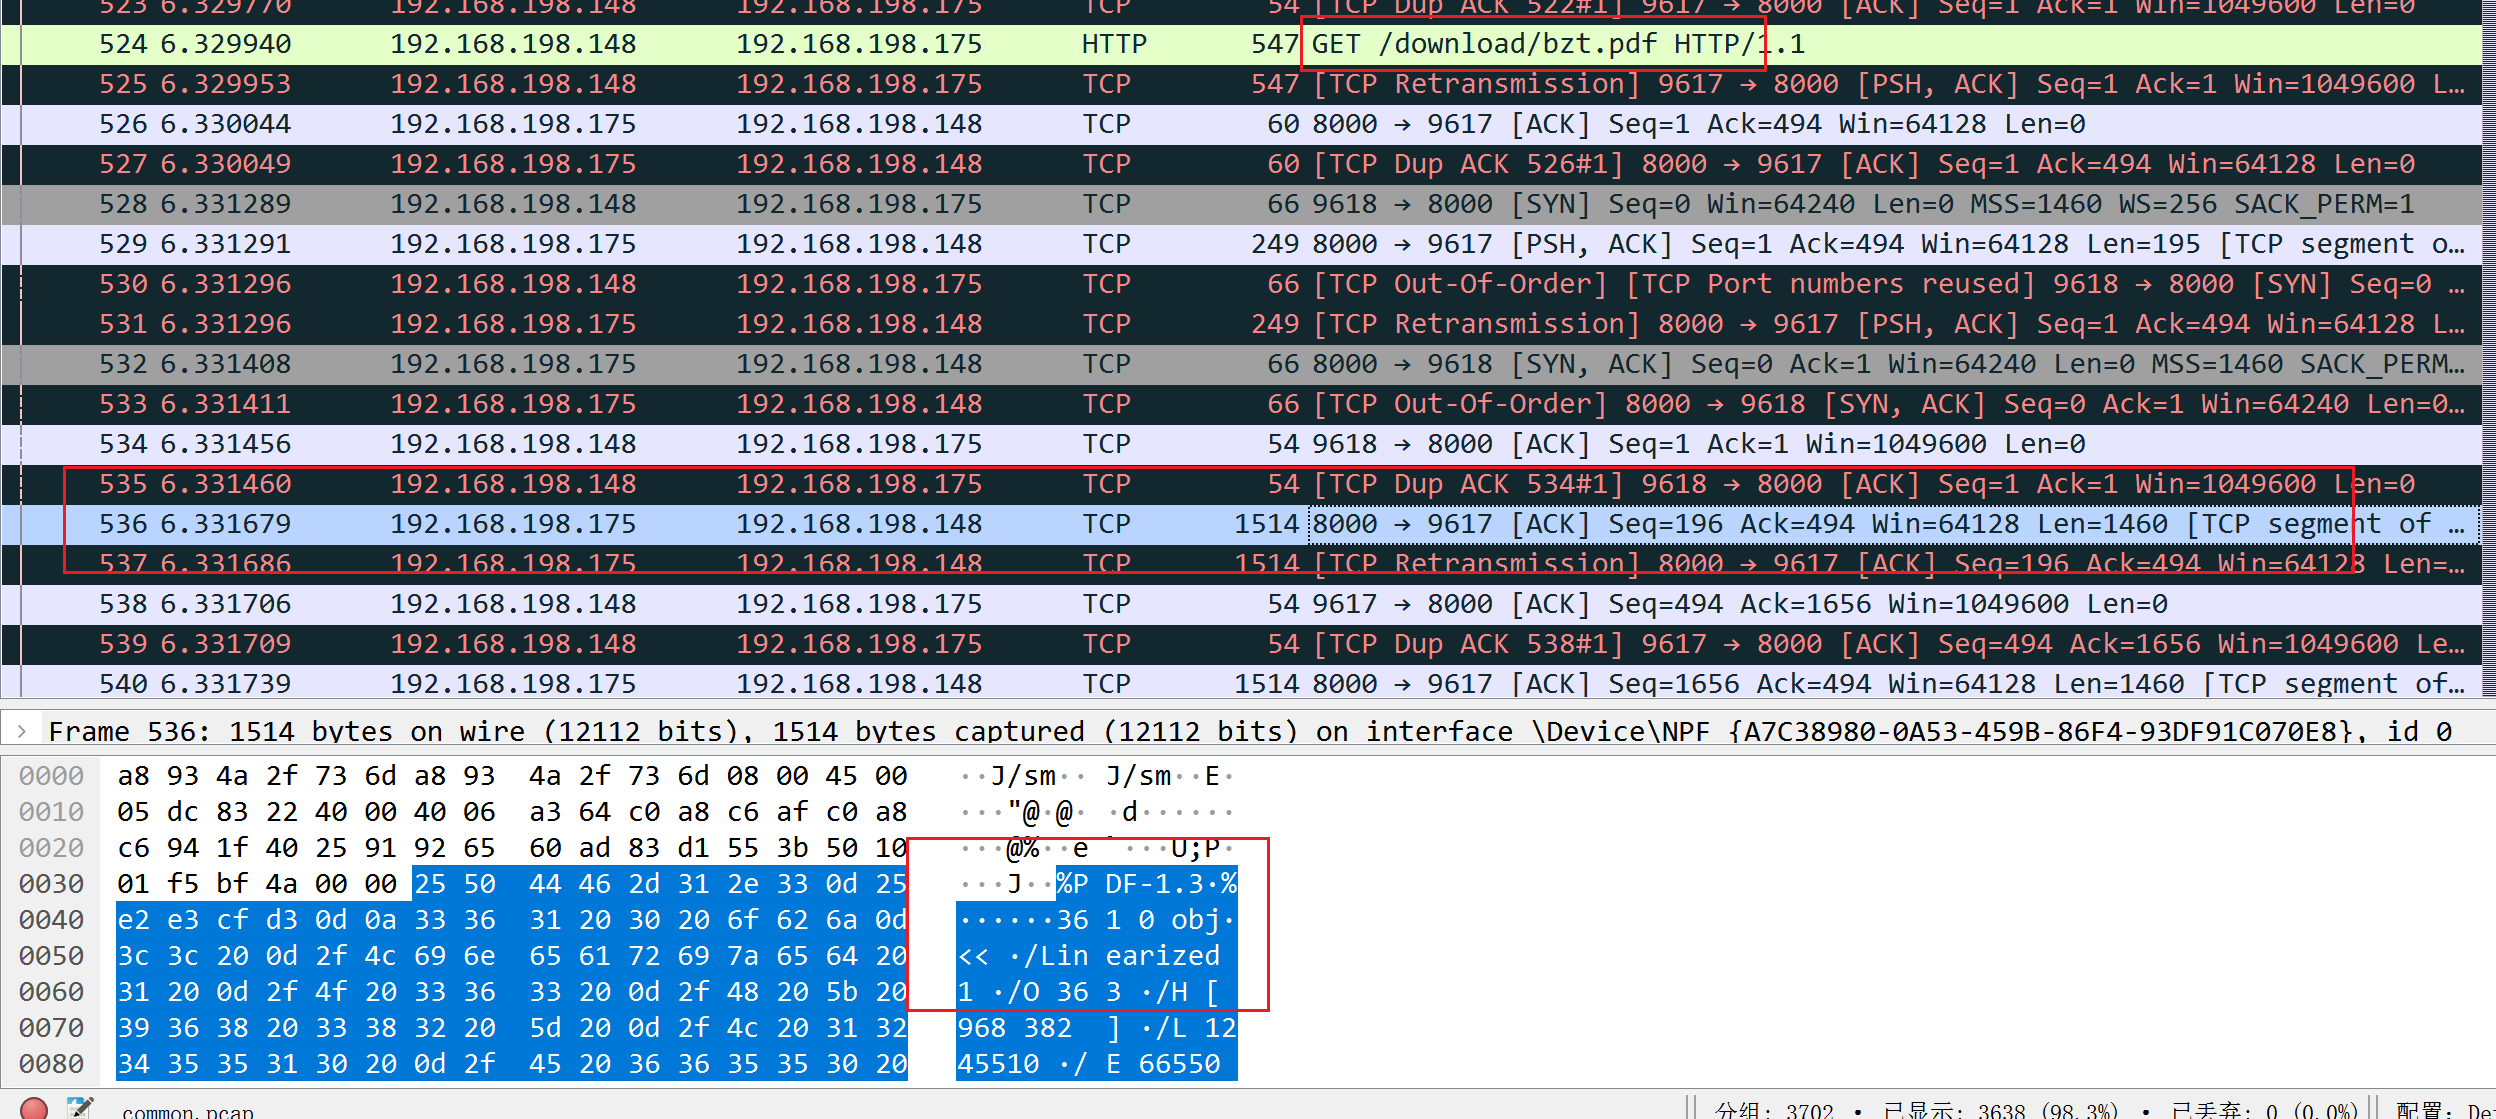 523 6.329770 192.168.198.148 192.168.198.175 TCP 54 [TCP Dup ACK 522#1] 9617 → 8000 [ACK] Seq=1 Ack=1 Win=1049600 Len=0
524 6.329940 192.168.198.148 192.168.198.175 HTTP 547 GET /download/bzt.pdf HTTP/1.1
525 6.329953 192.168.198.148 192.168.198.175 TCP 547 [TCP Retransmission] 9617 → 8000 [PSH, ACK] Seq=1 Ack=1 Win=1049600 L…
526 6.330044 192.168.198.175 192.168.198.148 TCP 60 8000 → 9617 [ACK] Seq=1 Ack=494 Win=64128 Len=0
527 6.330049 192.168.198.175 192.168.198.148 TCP 60 [TCP Dup ACK 526#1] 8000 → 9617 [ACK] Seq=1 Ack=494 Win=64128 Len=0
528 6.331289 192.168.198.148 192.168.198.175 TCP 66 9618 → 8000 [SYN] Seq=0 Win=64240 Len=0 MSS=1460 WS=256 SACK_PERM=1
529 6.331291 192.168.198.175 192.168.198.148 TCP 249 8000 → 9617 [PSH, ACK] Seq=1 Ack=494 Win=64128 Len=195 [TCP segment o…
530 6.331296 192.168.198.148 192.168.198.175 TCP 66 [TCP Out-Of-Order] [TCP Port numbers reused] 9618 → 8000 [SYN] Seq=0 …
531 6.331296 192.168.198.175 192.168.198.148 TCP 249 [TCP Retransmission] 8000 → 9617 [PSH, ACK] Seq=1 Ack=494 Win=64128 L…
532 6.331408 192.168.198.175 192.168.198.148 TCP 66 8000 → 9618 [SYN, ACK] Seq=0 Ack=1 Win=64240 Len=0 MSS=1460 SACK_PERM…
533 6.331411 192.168.198.175 192.168.198.148 TCP 66 [TCP Out-Of-Order] 8000 → 9618 [SYN, ACK] Seq=0 Ack=1 Win=64240 Len=0…
534 6.331456 192.168.198.148 192.168.198.175 TCP 54 9618 → 8000 [ACK] Seq=1 Ack=1 Win=1049600 Len=0
535 6.331460 192.168.198.148 192.168.198.175 TCP 54 [TCP Dup ACK 534#1] 9618 → 8000 [ACK] Seq=1 Ack=1 Win=1049600 Len=0
536 6.331679 192.168.198.175 192.168.198.148 TCP 1514 8000 → 9617 [ACK] Seq=196 Ack=494 Win=64128 Len=1460 [TCP segment of …
537 6.331686 192.168.198.175 192.168.198.148 TCP 1514 [TCP Retransmission] 8000 → 9617 [ACK] Seq=196 Ack=494 Win=64128 Len=…
538 6.331706 192.168.198.148 192.168.198.175 TCP 54 9617 → 8000 [ACK] Seq=494 Ack=1656 Win=1049600 Len=0
539 6.331709 192.168.198.148 192.168.198.175 TCP 54 [TCP Dup ACK 538#1] 9617 → 8000 [ACK] Seq=494 Ack=1656 Win=1049600 Le…
540 6.331739 192.168.198.175 192.168.198.148 TCP 1514 8000 → 9617 [ACK] Seq=1656 Ack=494 Win=64128 Len=1460 [TCP segment of…
Frame 536: 1514 bytes on wire (12112 bits), 1514 bytes captured (12112 bits) on interface \Device\NPF {A7C38980-0A53-459B-86F4-93DF91C070E8}, id 0
0000 a8 93 4a 2f 73 6d a8 93 4a 2f 73 6d 08 00 45 00 ··J/sm·· J/sm··E·
0010 05 dc 83 22 40 00 40 06 a3 64 c0 a8 c6 af c0 a8 ···"@·@· ·d······
0020 c6 94 1f 40 25 91 92 65 60 ad 83 d1 55 3b 50 10 ···@%··e `···U;P·
0030 01 f5 bf 4a 00 00 25 50 44 46 2d 31 2e 33 0d 25 ···J··%P DF-1.3·%
0040 e2 e3 cf d3 0d 0a 33 36 31 20 30 20 6f 62 6a 0d ······36 1 0 obj·
0050 3c 3c 20 0d 2f 4c 69 6e 65 61 72 69 7a 65 64 20 << ·/Lin earized
0060 31 20 0d 2f 4f 20 33 36 33 20 0d 2f 48 20 5b 20 1 ·/O 36 3 ·/H [
0070 39 36 38 20 33 38 32 20 5d 20 0d 2f 4c 20 31 32 968 382 ] ·/L 12
0080 34 35 35 31 30 20 0d 2f 45 20 36 36 35 35 30 20 45510 ·/ E 66550
common.pcap 分组: 3702 · 已显示: 3638 (98.3%) · 已丢弃: 0 (0.0%) 配置: De